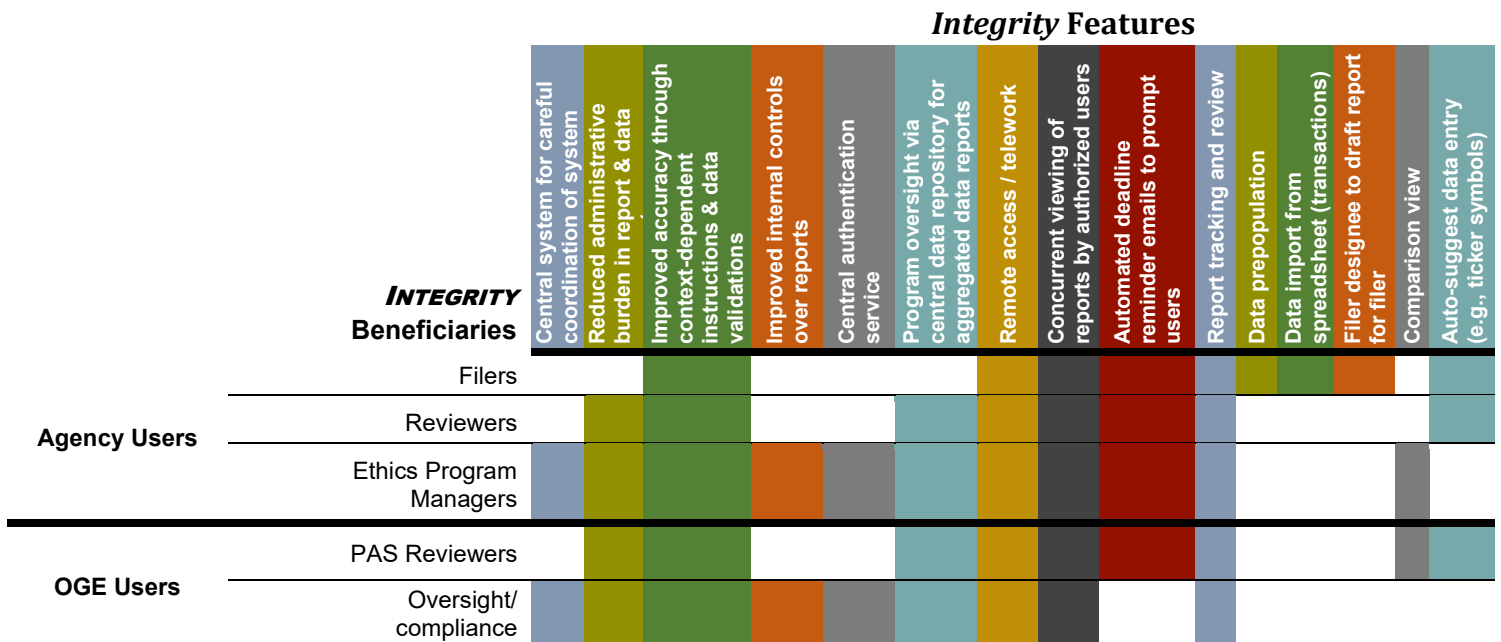 Integrity Features
Central system for careful
coordination of system
Reduced administrative
burden in report & data
Improved accuracy through
context-dependent
instructions & data
validations
Improved internal controls
over reports
Central authentication
service
Program oversight via
central data repository for
aggregated data reports
Remote access / telework
Concurrent viewing of
reports by authorized users
Automated deadline
reminder emails to prompt
users
Report tracking and review
Data prepopulation
Data import from
spreadsheet (transactions)
Filer designee to draft report
for filer
Comparison view
Auto-suggest data entry
(e.g., ticker symbols)
INTEGRITY
Beneficiaries
Agency Users
Filers
Reviewers
Ethics Program
Managers
OGE Users
PAS Reviewers
Oversight/
compliance